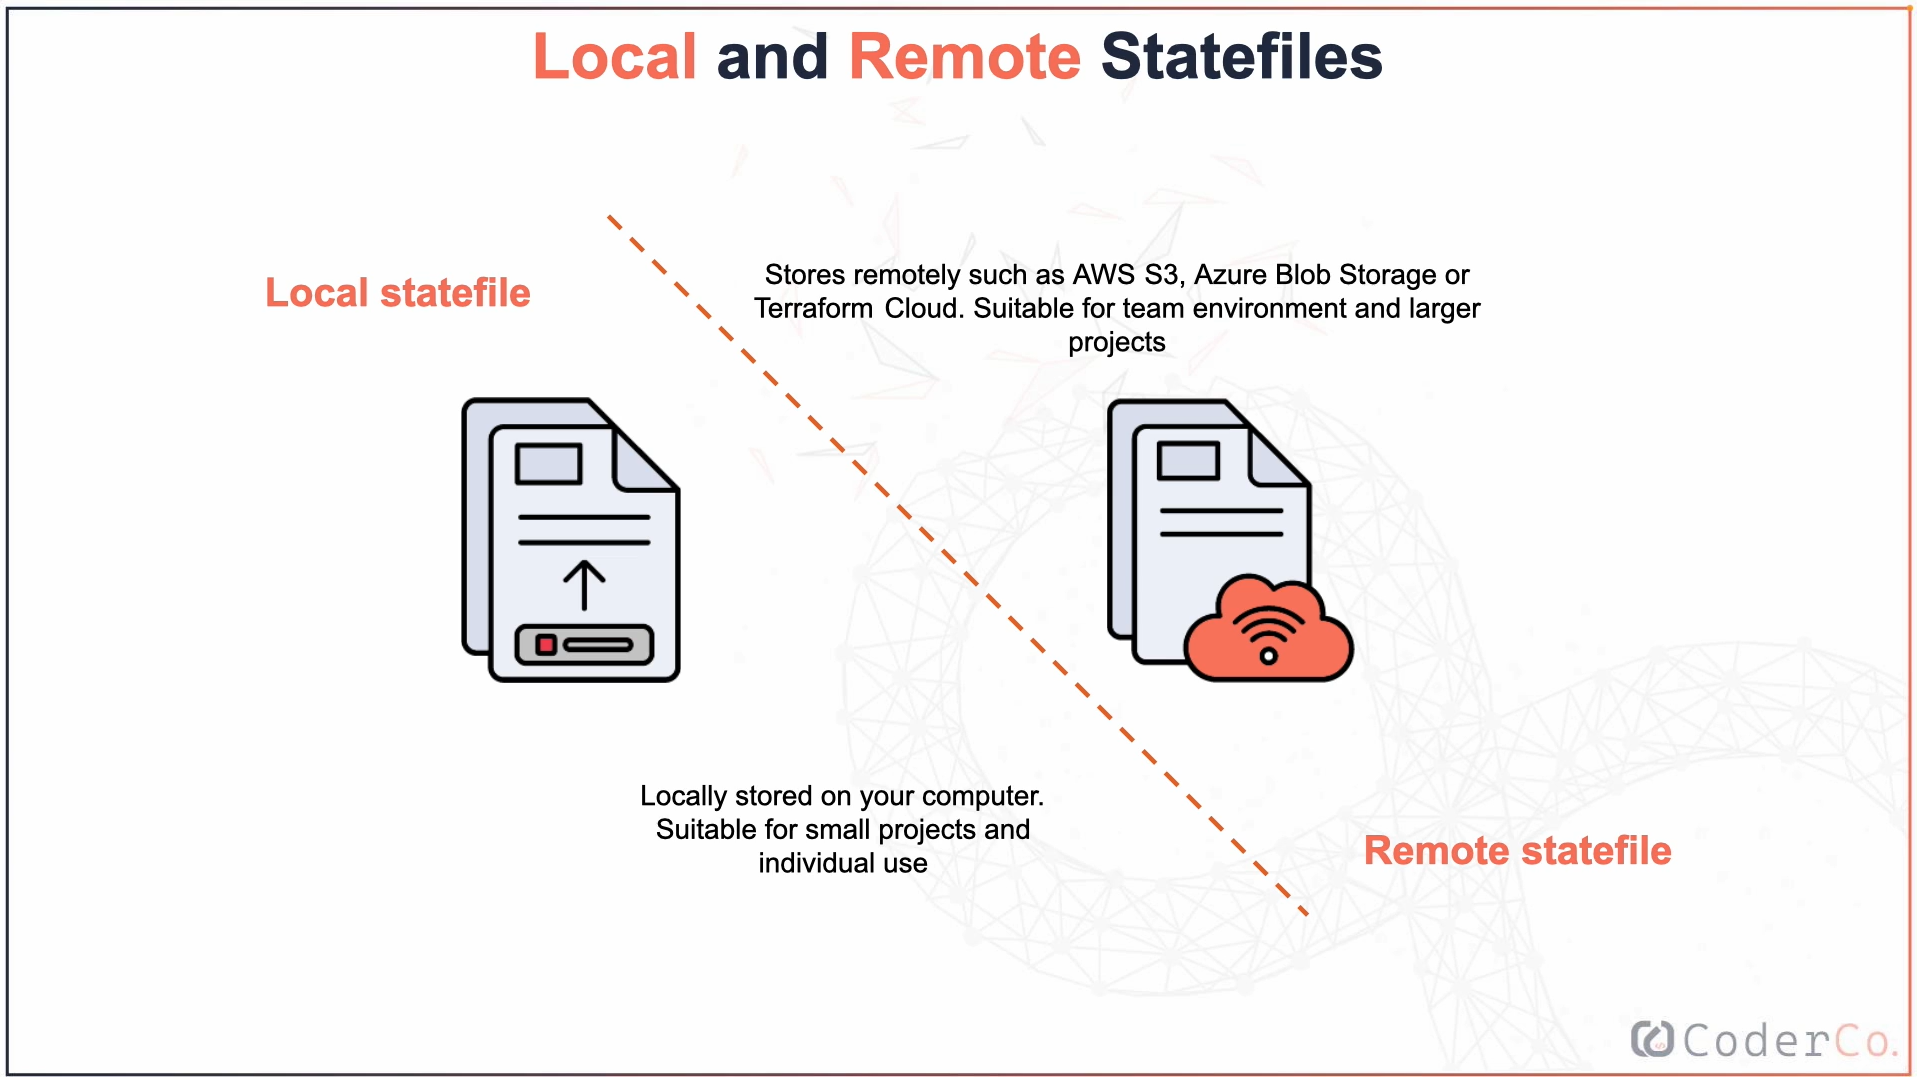 Local and Remote Statefiles
Local statefile
Stores remotely such as AWS S3, Azure Blob Storage or
Terraform Cloud. Suitable for team environment and larger
projects
Locally stored on your computer.
Suitable for small projects and
individual use
Remote statefile
CoderCo.